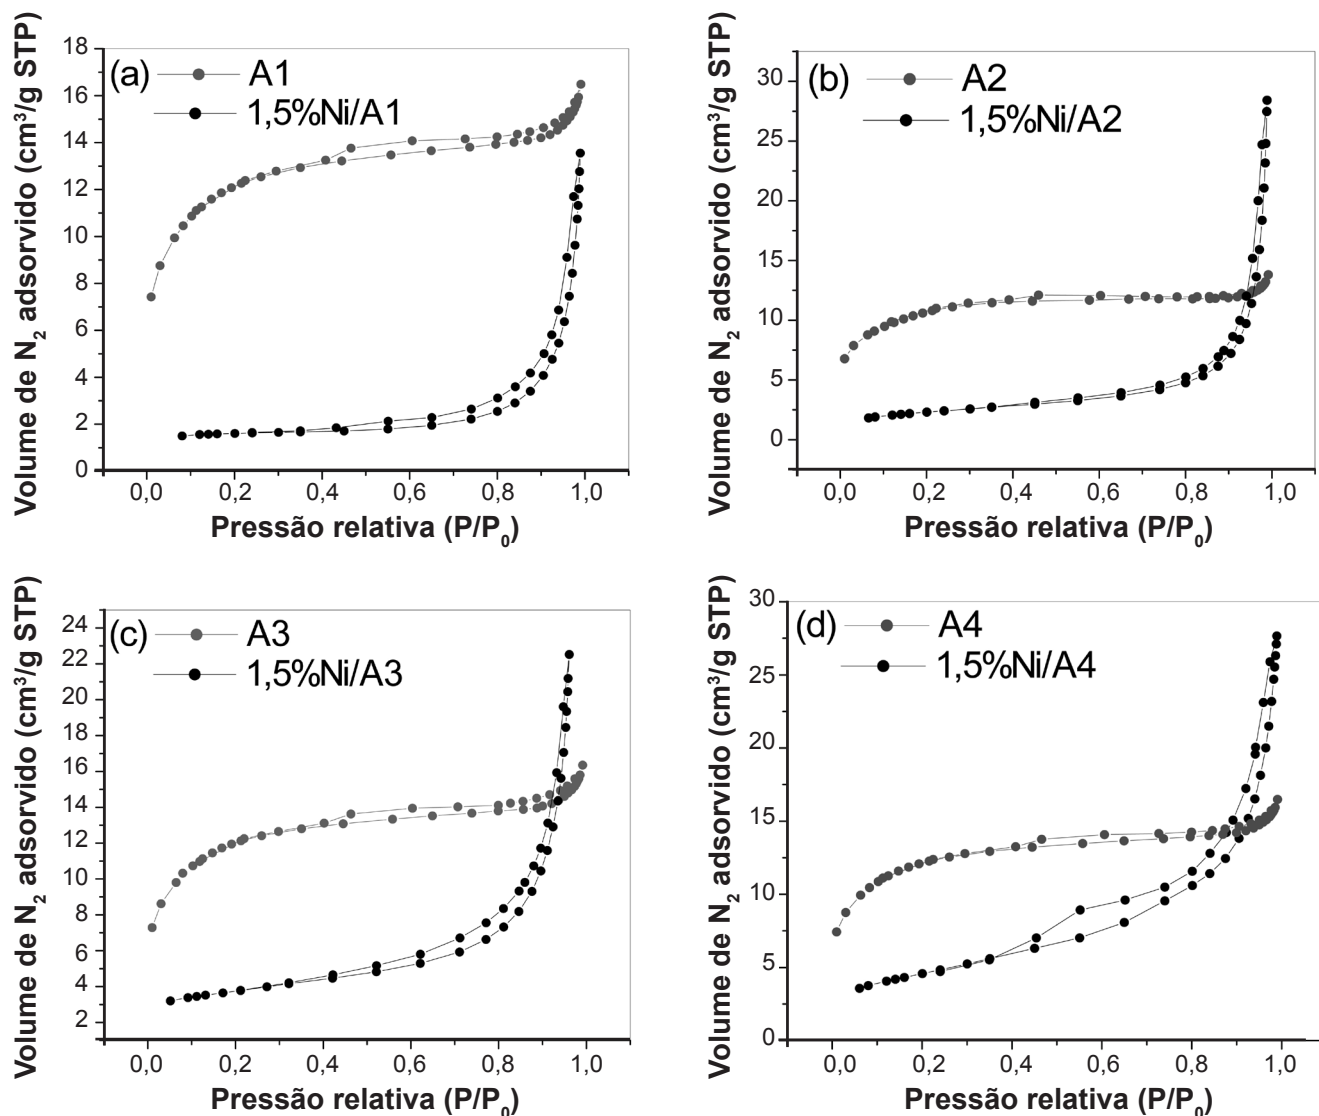 (a)
A1
1,5%Ni/A1
Volume de N₂ adsorvido (cm³/g STP)
18
16
14
12
10
8
6
4
2
0
0,0 0,2 0,4 0,6 0,8 1,0
Pressão relativa (P/P₀)
(b)
A2
1,5%Ni/A2
Volume de N₂ adsorvido (cm³/g STP)
30
25
20
15
10
5
0
0,0 0,2 0,4 0,6 0,8 1,0
Pressão relativa (P/P₀)
(c)
A3
1,5%Ni/A3
Volume de N₂ adsorvido (cm³/g STP)
24
22
20
18
16
14
12
10
8
6
4
2
0,0 0,2 0,4 0,6 0,8 1,0
Pressão relativa (P/P₀)
(d)
A4
1,5%Ni/A4
Volume de N₂ adsorvido (cm³/g STP)
30
25
20
15
10
5
0
0,0 0,2 0,4 0,6 0,8 1,0
Pressão relativa (P/P₀)